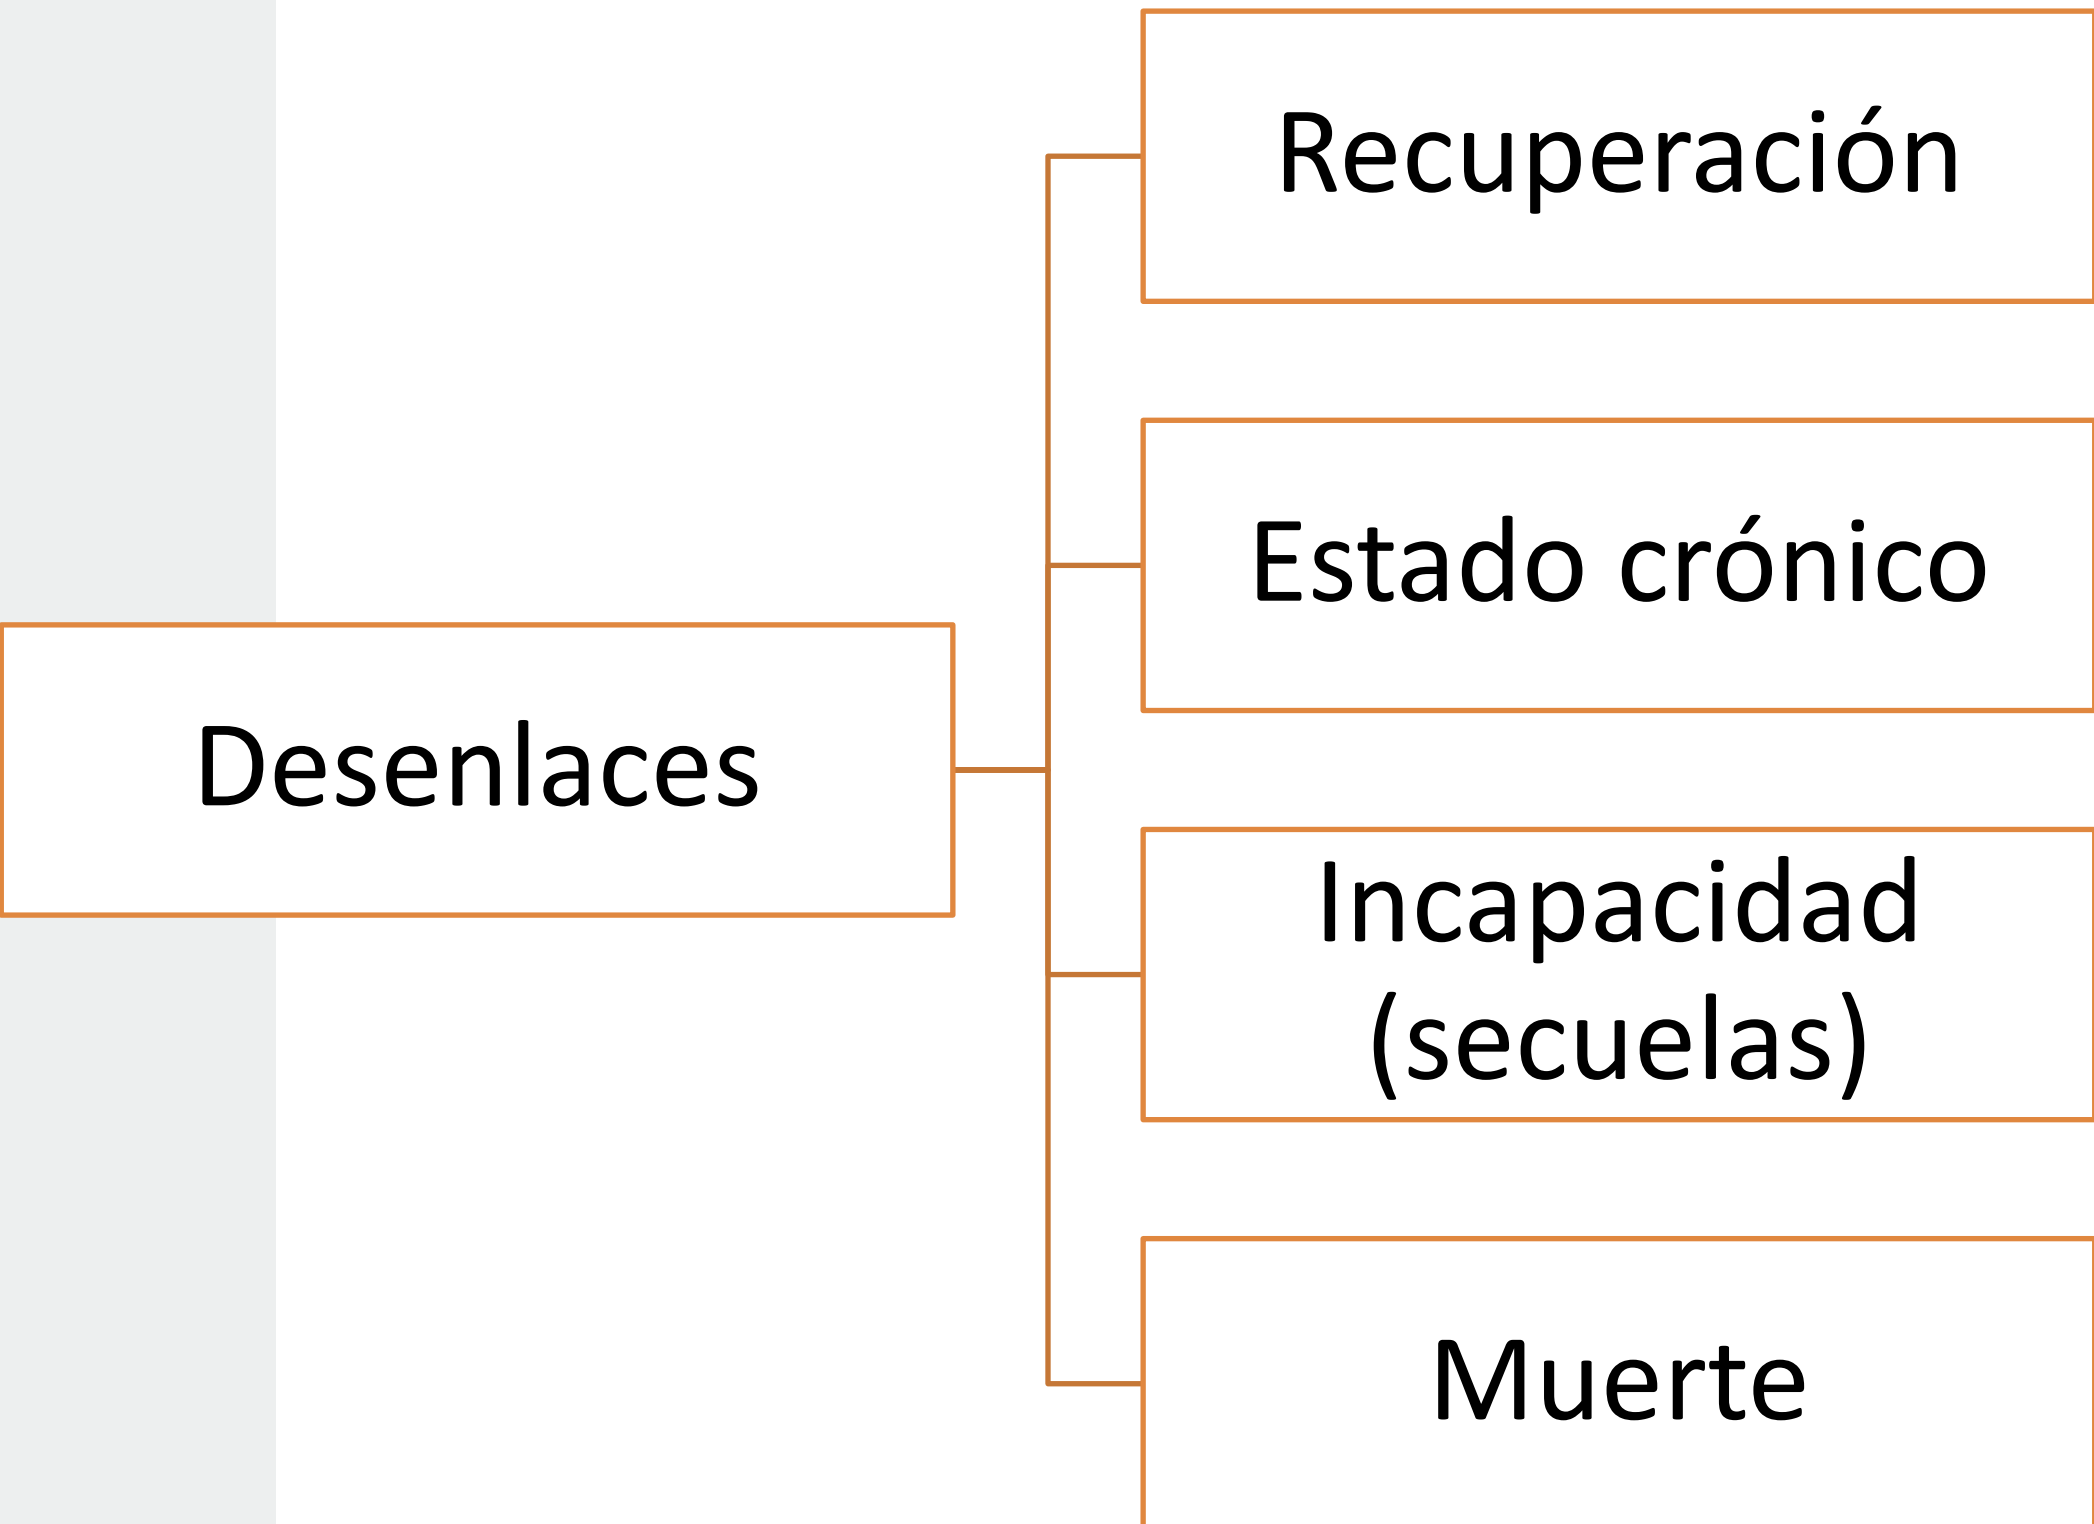 Desenlaces
Recuperación
Estado crónico
Incapacidad
(secuelas)
Muerte